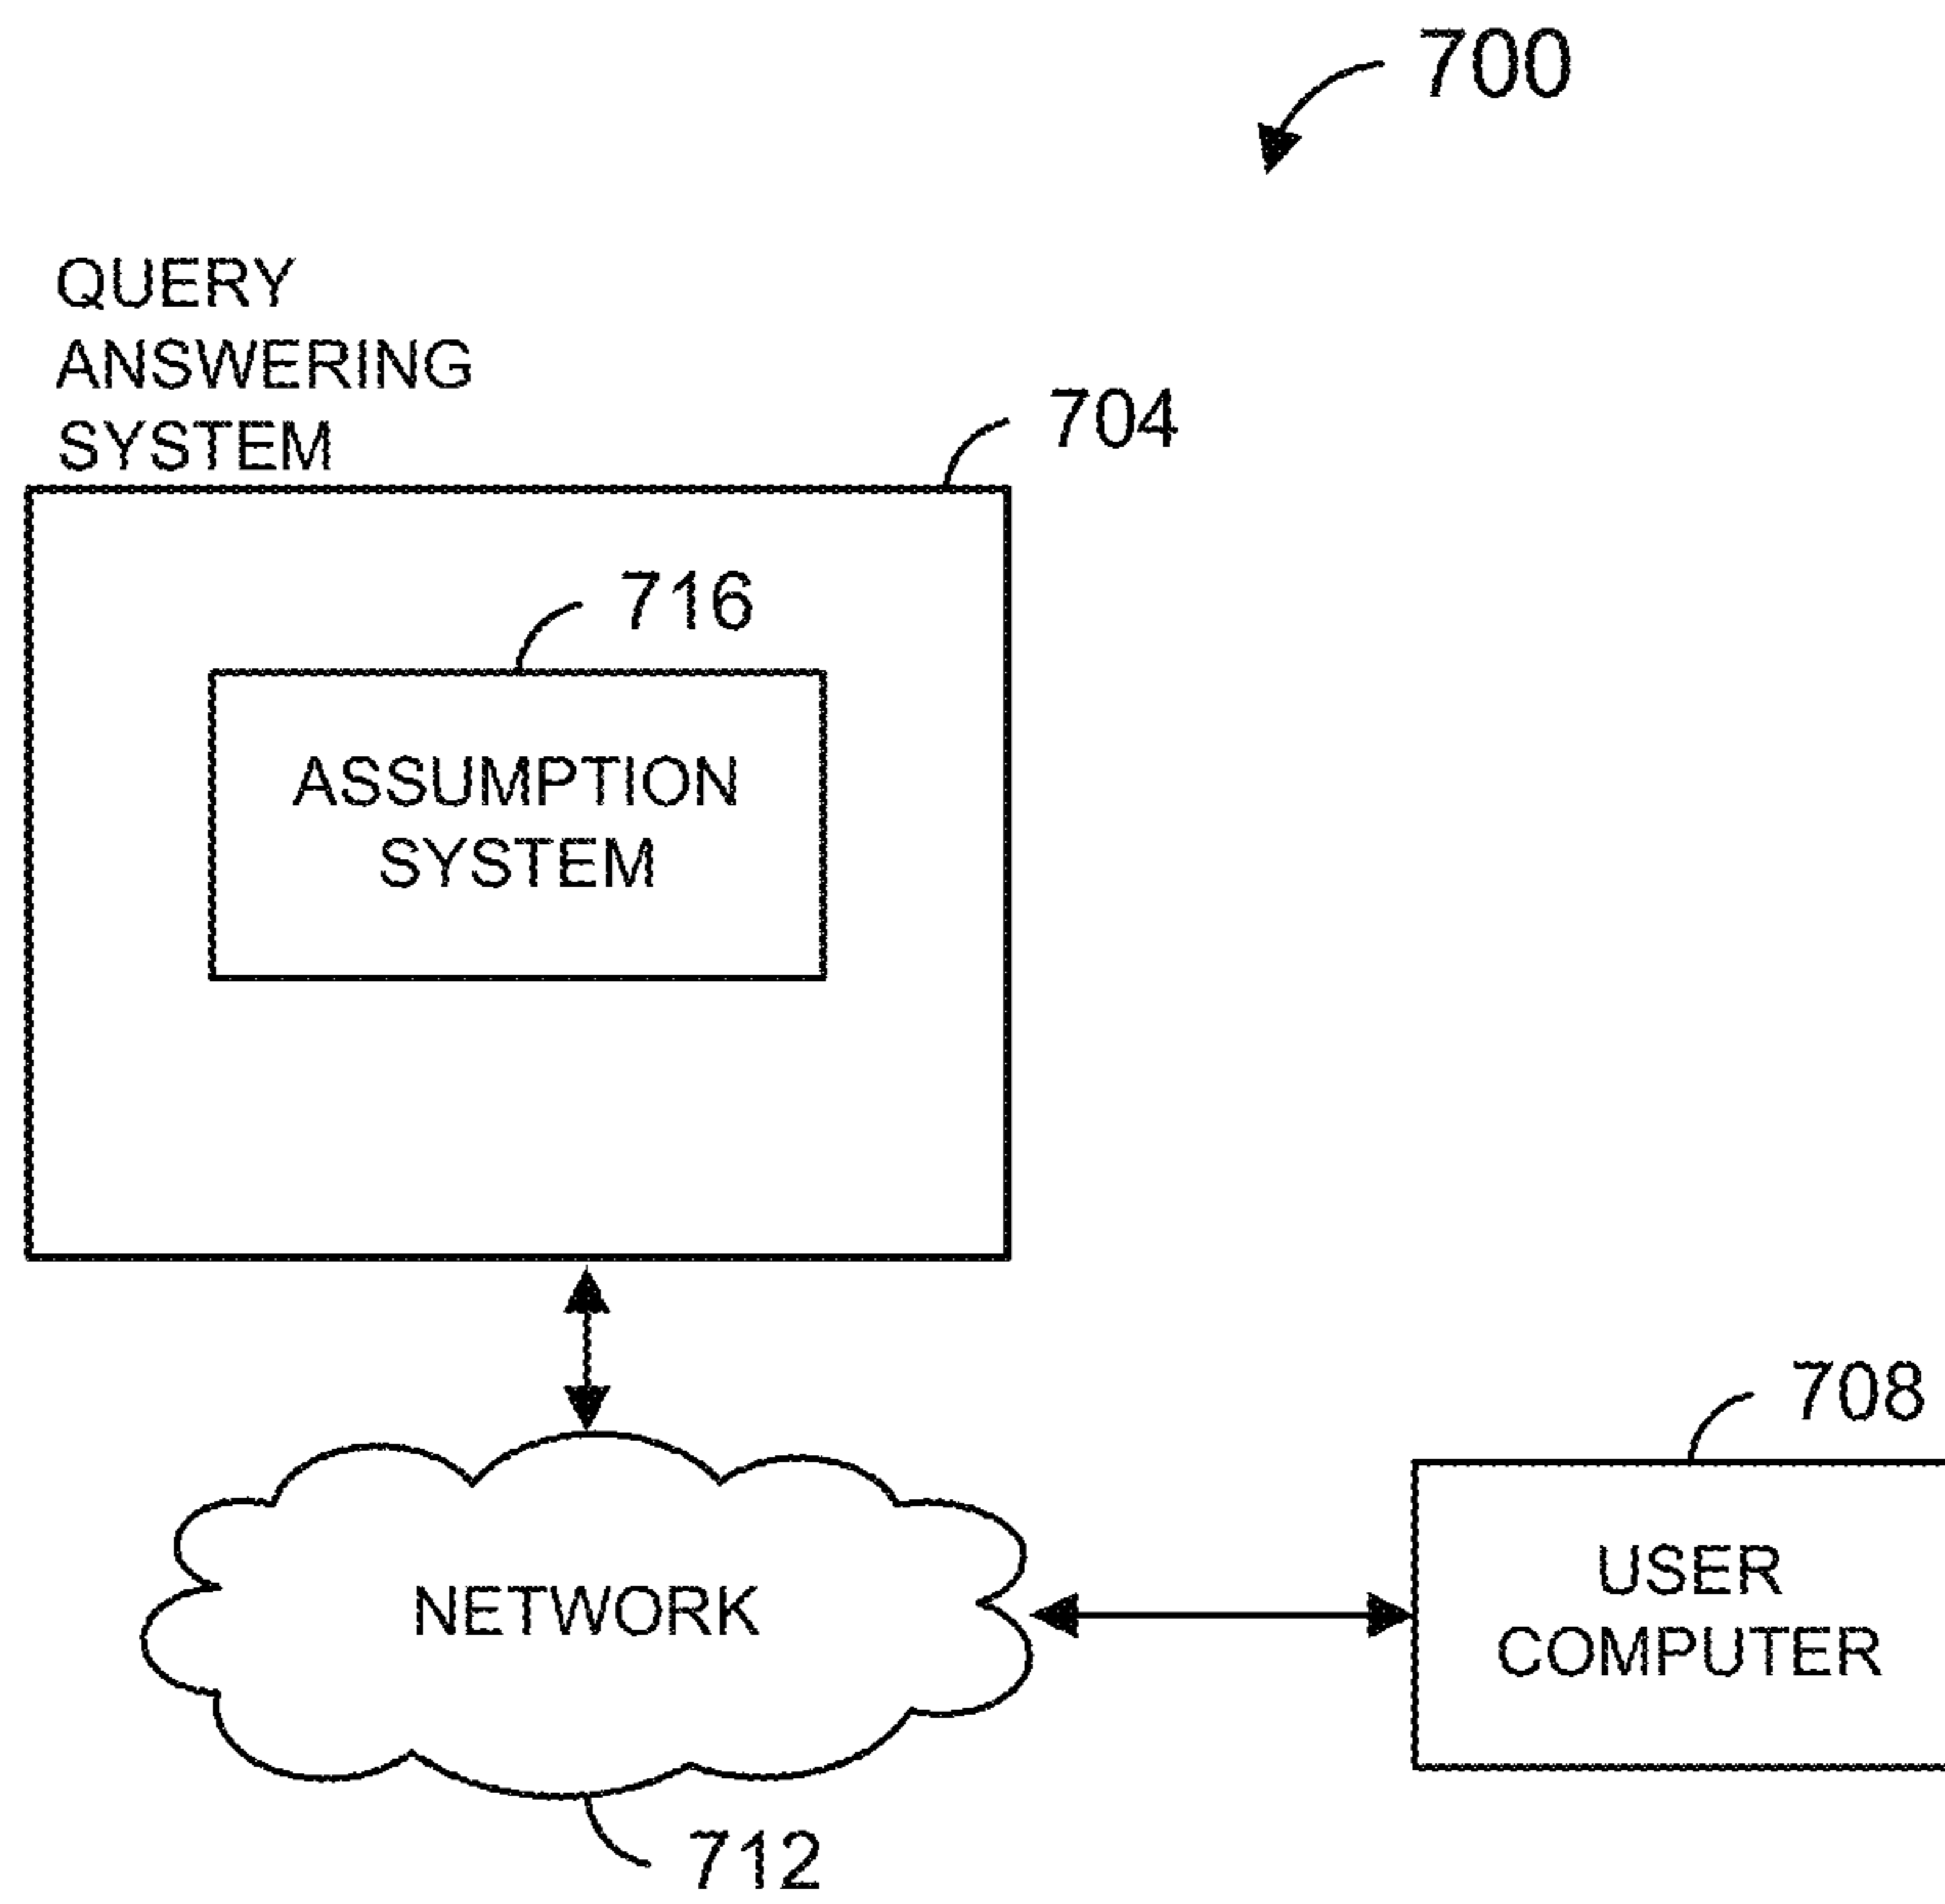 700
QUERY
ANSWERING
SYSTEM
704
716
ASSUMPTION
SYSTEM
708
NETWORK
USER
COMPUTER
712